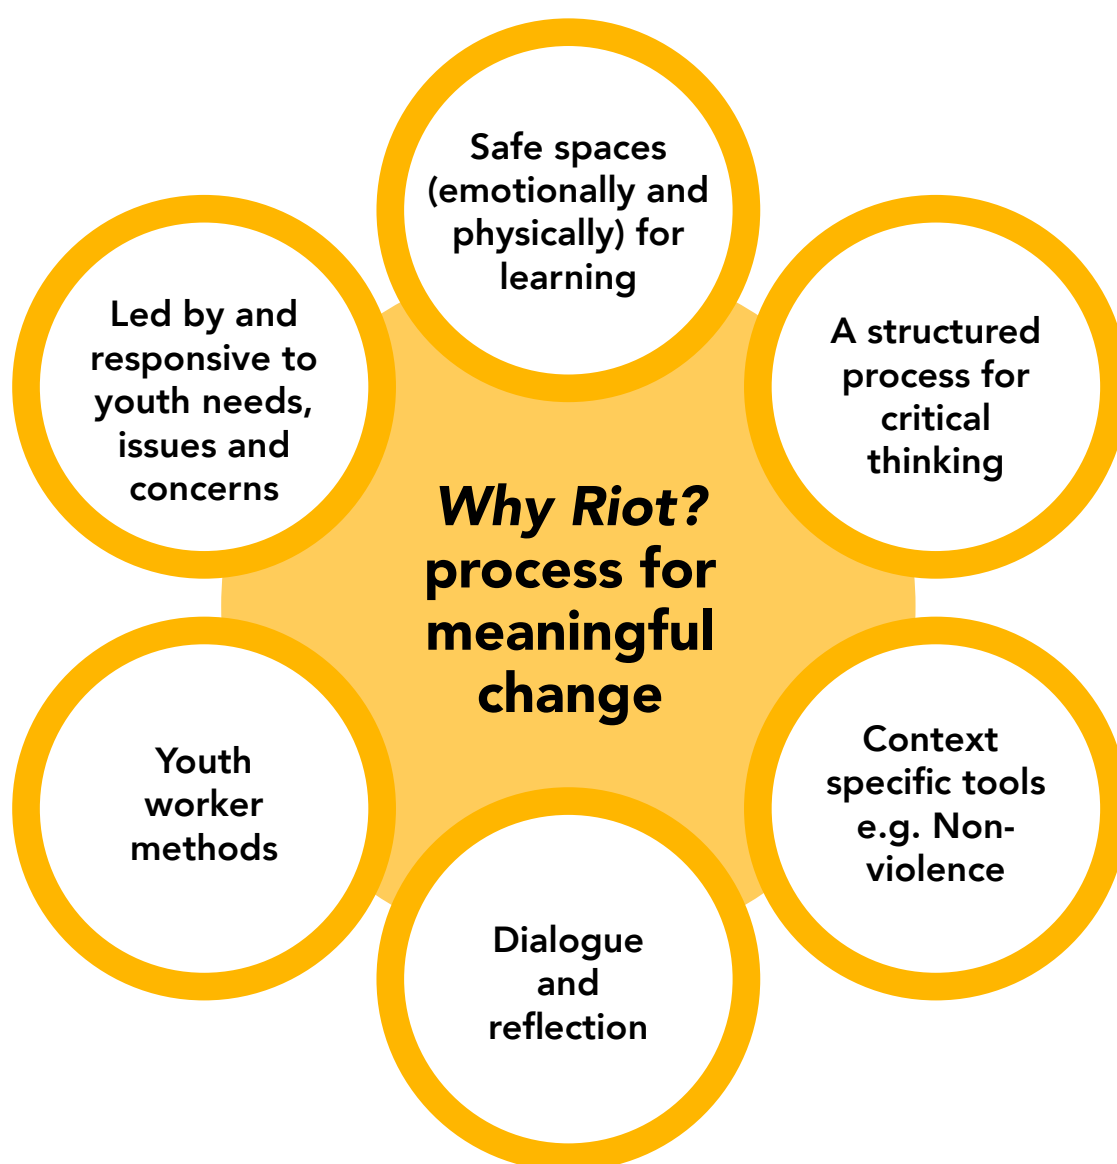 Safe spaces
(emotionally and
physically) for
learning
A structured
process for
critical
thinking
Context
specific tools
e.g. Non-
violence
Dialogue
and
reflection
Youth
worker
methods
Led by and
responsive to
youth needs,
issues and
concerns
Why Riot?
process for
meaningful
change